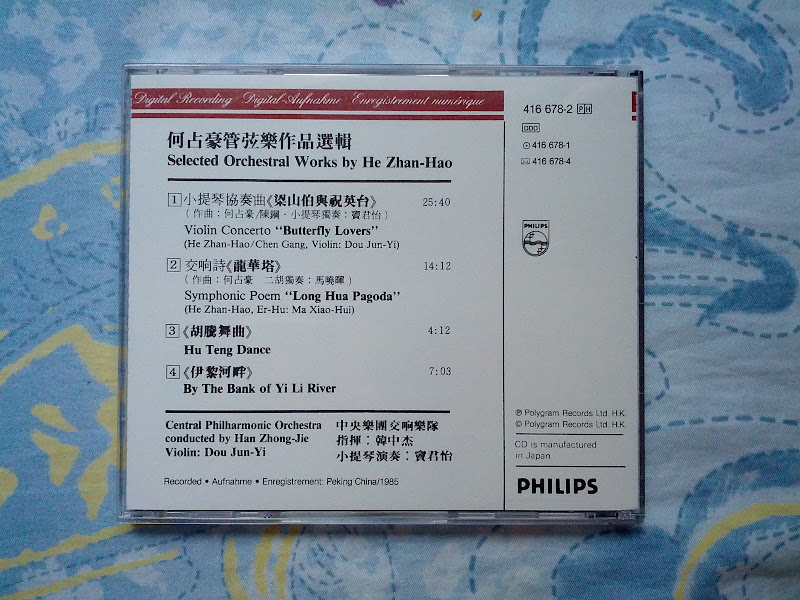 Digital Recording Digital-Aufnahme Enregistrement numérique
何占豪管弦樂作品選輯
Selected Orchestral Works by He Zhan-Hao
1 小提琴協奏曲《梁山伯與祝英台》 25:40
(作曲：何占豪/陳鋼·小提琴獨奏：竇君怡)
Violin Concerto “Butterfly Lovers”
(He Zhan-Hao/Chen Gang, Violin: Dou Jun-Yi)
2 交响詩《龍華塔》 14:12
(作曲：何占豪 二胡獨奏：馬曉暉)
Symphonic Poem “Long Hua Pagoda”
(He Zhan-Hao, Er-Hu: Ma Xiao-Hui)
3 《胡騰舞曲》 4:12
Hu Teng Dance
4 《伊黎河畔》 7:03
By The Bank of Yi Li River
Central Philharmonic Orchestra
conducted by Han Zhong-Jie
Violin: Dou Jun-Yi
中央樂團交响樂隊
指揮：韓中杰
小提琴演奏：竇君怡
Recorded • Aufnahme • Enregistrement: Peking China/1985
416 678-2 PH
DDD
416 678-1
416 678-4
PHILIPS
℗ Polygram Records Ltd. H.K.
© Polygram Records Ltd. H.K.
CD is manufactured
in Japan
PHILIPS